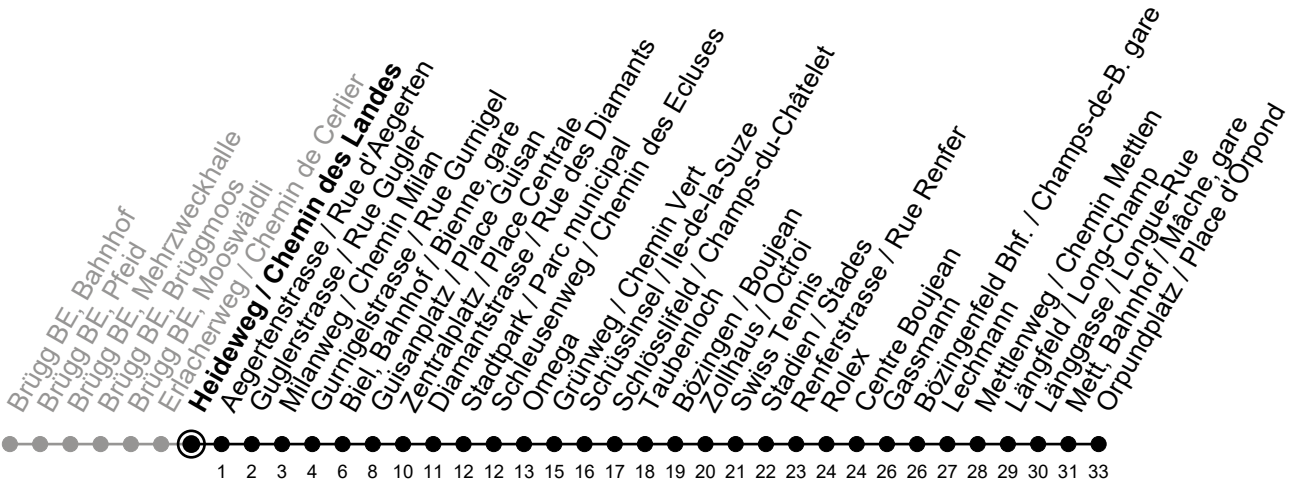 Brügg BE, Bahnhof
Brügg BE, Pfeid
Brügg BE, Mehrzweckhalle
Brügg BE, Brüggmoos
Brügg BE, Mooswäldli
Erlacherweg / Chemin de Cerlier
Heideweg / Chemin des Landes
Aegertenstrasse / Rue d'Aegerten
Guglerstrasse / Rue Gugler
Milanweg / Chemin Milan
Gurnigelstrasse / Rue Gurnigel
Biel, Bahnhof / Bienne, gare
Guisanplatz / Place Guisan
Zentralplatz / Place Centrale
Diamantstrasse / Rue des Diamants
Stadtpark / Parc municipal
Schleusenweg / Chemin des Ecluses
Omega
Grünweg / Chemin Vert
Schüssinsel / Ile-de-la-Suze
Schlösslifeld / Champs-du-Châtelet
Taubenloch
Bözingen / Boujean
Zollhaus / Octroi
Swiss Tennis
Stadien / Stades
Renferstrasse / Rue Renfer
Rolex
Centre Boujean
Gassmann
Bözingenfeld Bhf. / Champs-de-B. gare
Lechmann
Mettlenweg / Chemin Mettlen
Längfeld / Long-Champ
Länggasse / Longue-Rue
Mett, Bahnhof / Mâche, gare
Orpundplatz / Place d'Orpond
1 2 3 4 6 8 10 11 12 12 13 15 16 17 18 19 20 21 22 23 24 24 26 26 27 28 29 30 31 33